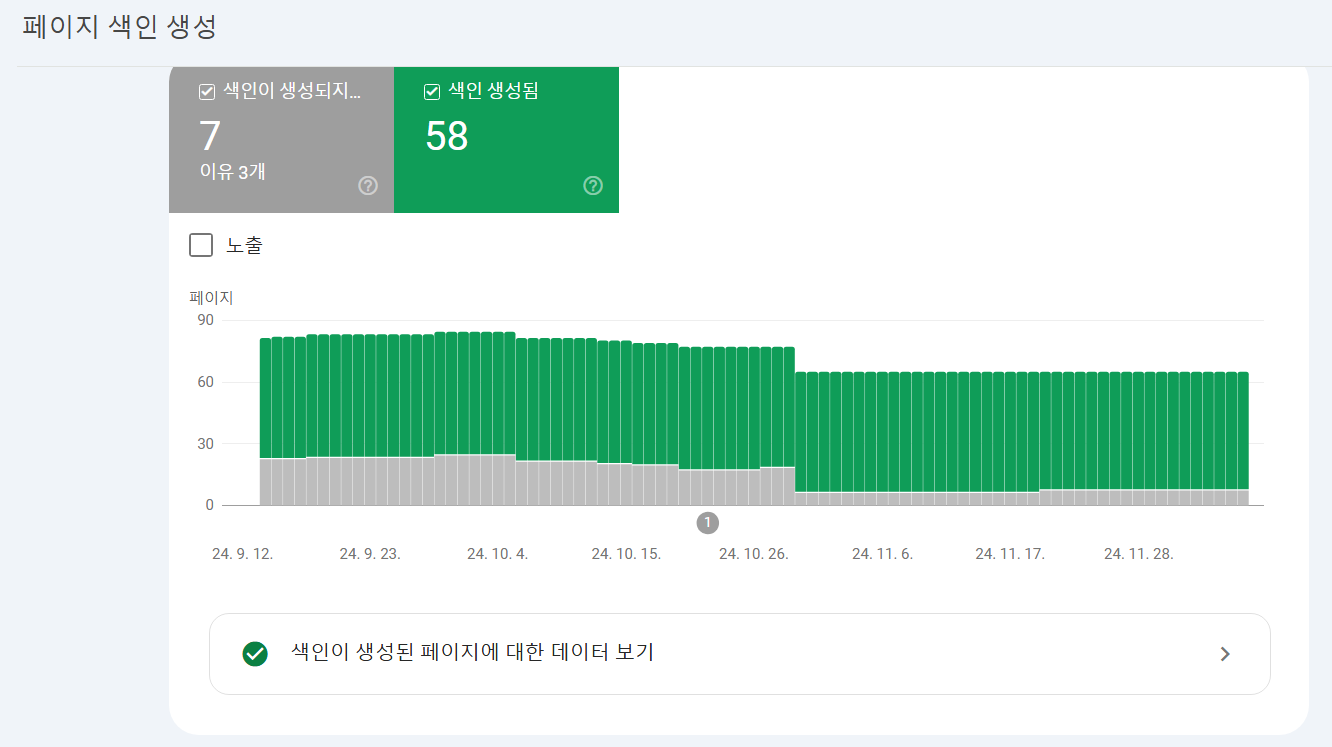 페이지 색인 생성
색인이 생성되지...
7
이유 3개
색인 생성됨
58
노출
페이지
90
60
30
0
1
24. 9. 12.
24. 9. 23.
24. 10. 4.
24. 10. 15.
24. 10. 26.
24. 11. 6.
24. 11. 17.
24. 11. 28.
색인이 생성된 페이지에 대한 데이터 보기